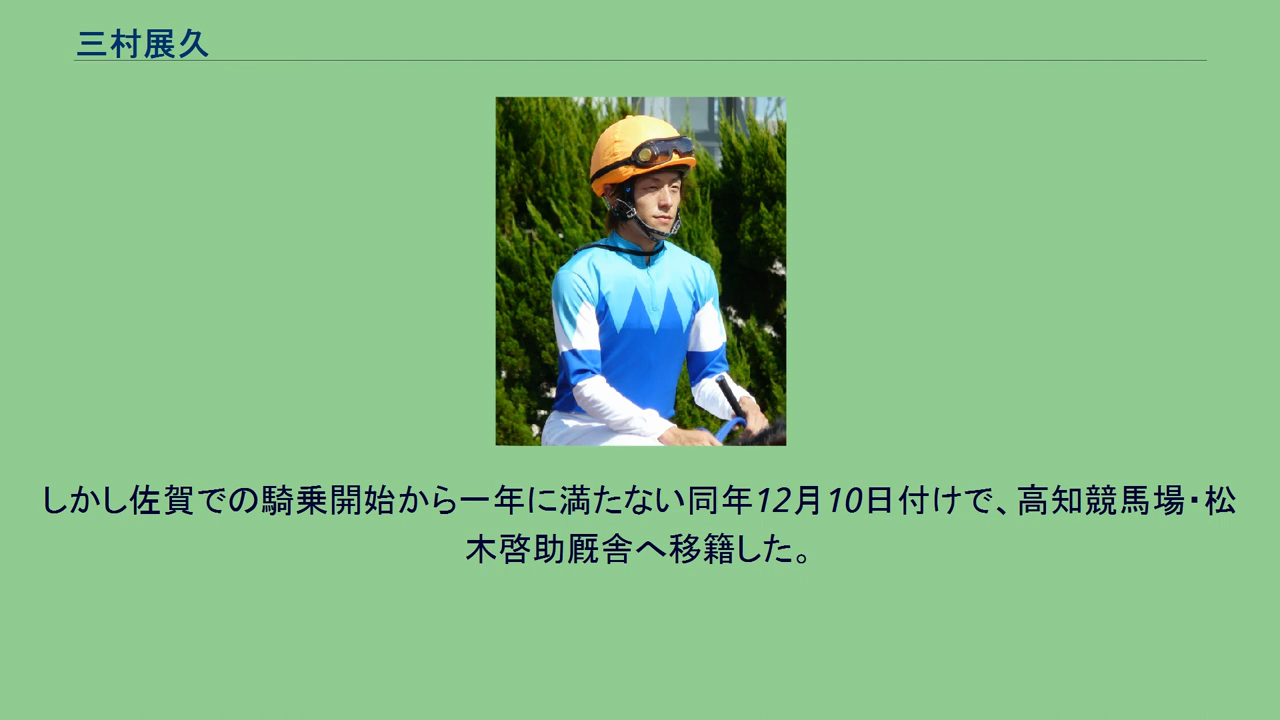 三村展久
しかし佐賀での騎乗開始から一年に満たない同年12月10日付けで、高知競馬場・松
木啓助厩舎へ移籍した。